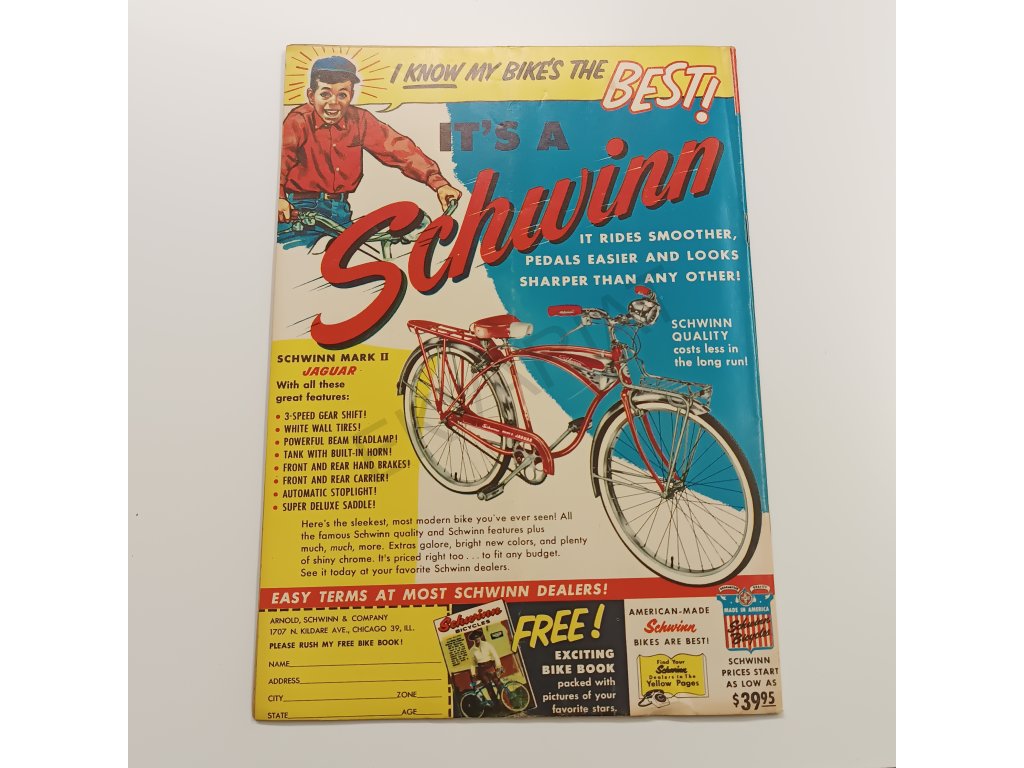 I KNOW MY BIKE'S THE BEST!
IT'S A
Schwinn
IT RIDES SMOOTHER,
PEDALS EASIER AND LOOKS
SHARPER THAN ANY OTHER!
SCHWINN
QUALITY
costs less in
the long run!
SCHWINN MARK II
JAGUAR
With all these
great features:
• 3-SPEED GEAR SHIFT!
• WHITE WALL TIRES!
• POWERFUL BEAM HEADLAMP!
• TANK WITH BUILT-IN HORN!
• FRONT AND REAR HAND BRAKES!
• FRONT AND REAR CARRIER!
• AUTOMATIC STOPLIGHT!
• SUPER DELUXE SADDLE!
Schwinn MARK II JAGUAR
Here's the sleekest, most modern bike you've ever seen! All
the famous Schwinn quality and Schwinn features plus
much, much, more. Extras galore, bright new colors, and plenty
of shiny chrome. It's priced right too . . . to fit any budget.
See it today at your favorite Schwinn dealers.
EASY TERMS AT MOST SCHWINN DEALERS!
ARNOLD, SCHWINN & COMPANY
1707 N. KILDARE AVE., CHICAGO 39, ILL.
PLEASE RUSH MY FREE BIKE BOOK!
NAME
ADDRESS
CITY ZONE
STATE AGE
Schwinn
BICYCLES
FREE!
EXCITING
BIKE BOOK
packed with
pictures of your
favorite stars.
AMERICAN-MADE
Schwinn
BIKES ARE BEST!
Find Your
Schwinn
Dealers In The
Yellow Pages
MADE IN AMERICA
Schwinn
Bicycles
SCHWINN
PRICES START
AS LOW AS
$39.95